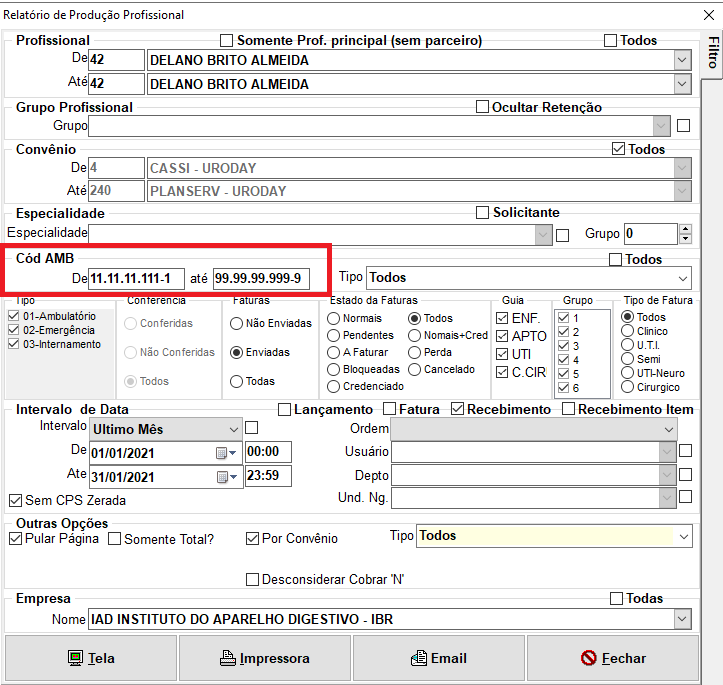 Relatório de Produção Profissional
Filtro
Profissional Somente Prof. principal (sem parceiro) Todos
De 42 DELANO BRITO ALMEIDA
Até 42 DELANO BRITO ALMEIDA
Grupo Profissional Ocultar Retenção
Grupo
Convênio Todos
De 4 CASSI - URODAY
Até 240 PLANSERV - URODAY
Especialidade Solicitante
Especialidade Grupo 0
Cód AMB Todos
De 11.11.11.111-1 até 99.99.99.999-9 Tipo Todos
Tipo Conferência Faturas Estado da Faturas Guia Grupo Tipo de Fatura
01-Ambulatório Conferidas Não Enviadas Normais Todos ENF. 1 Todos
02-Emergência Não Conferidas Enviadas Pendentes Nomais+Cred APTO 2 Clinico
03-Internamento Todos Todas A Faturar Perda UTI 3 U.T.I.
Bloqueadas Cancelado C.CIR 4 Semi
Credenciado 5 UTI-Neuro
6 Cirurgico
Intervalo de Data Lançamento Fatura Recebimento Recebimento Item
Intervalo Ultimo Mês Ordem
De 01/01/2021 00:00 Usuário
Ate 31/01/2021 23:59 Depto
Sem CPS Zerada Und. Ng.
Outras Opções
Pular Página Somente Total? Por Convênio Tipo Todos
Desconsiderar Cobrar 'N'
Empresa Todas
Nome IAD INSTITUTO DO APARELHO DIGESTIVO - IBR
Tela Impressora Email Fechar